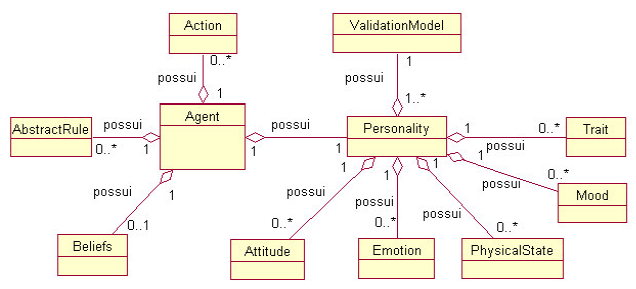 Action
ValidationModel
0..*
1
possui
possui
1
1..*
AbstractRule
possui
Agent
possui
Personality
1
0..*
Trait
0..*
1
1
1
possui
1
possui
1
1
1
1
possui
0..*
Mood
possui
possui
possui
possui
0..1
0..*
0..*
0..*
Beliefs
Attitude
Emotion
PhysicalState